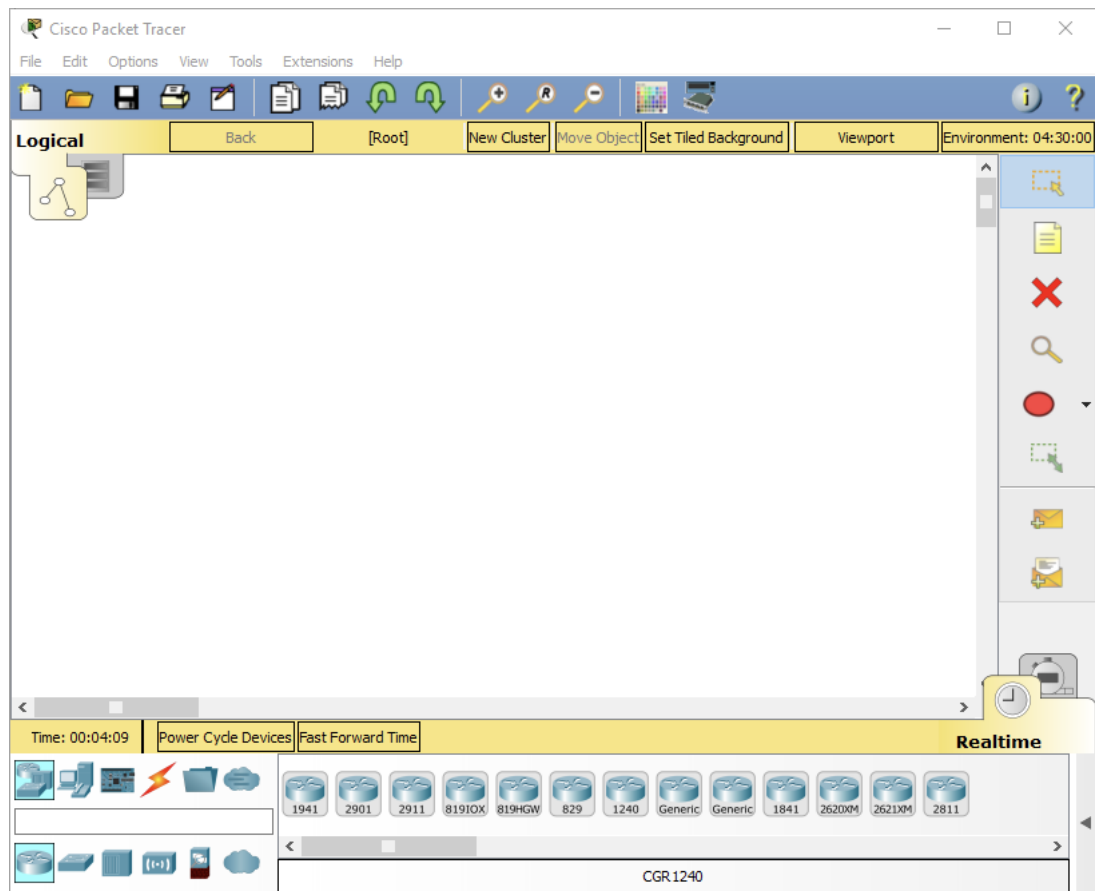 Cisco Packet Tracer
File Edit Options View Tools Extensions Help
R
i ?
Logical Back [Root] New Cluster Move Object Set Tiled Background Viewport Environment: 04:30:00
Time: 00:04:09 Power Cycle Devices Fast Forward Time Realtime
1941 2901 2911 819IOX 819HGW 829 1240 Generic Generic 1841 2620XM 2621XM 2811
CGR1240